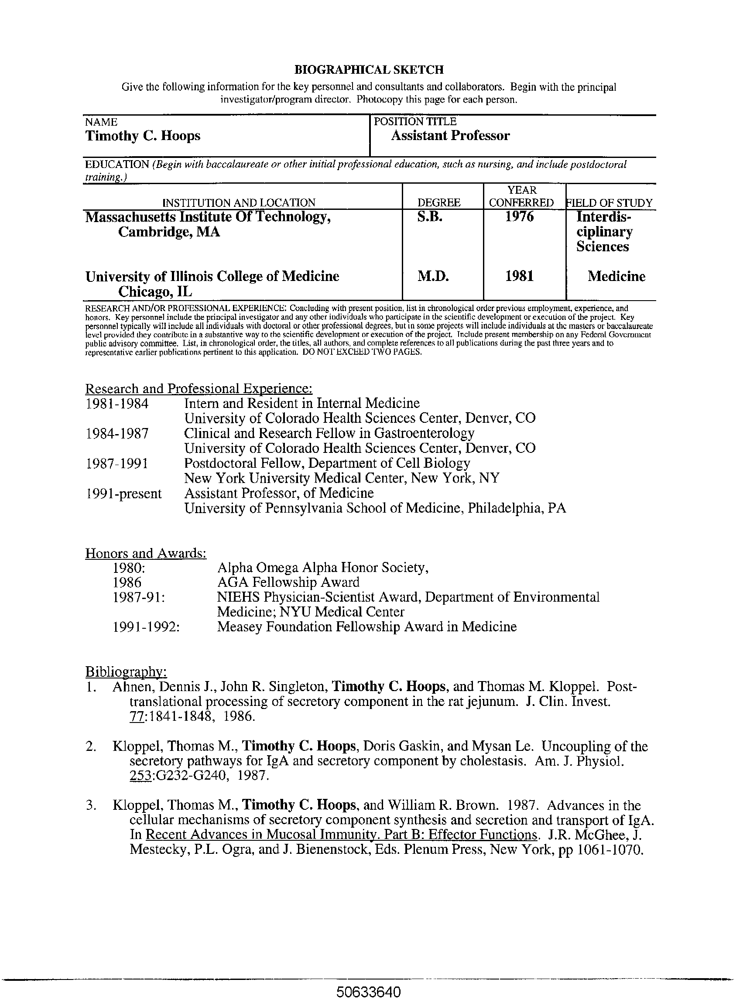 BIOGRAPHICAL SKETCH
Give the following information for the key personnel and consultants and collaborators. Begin with the principal
investigator/program director. Photocopy this page for each person.
NAME
Timothy C. Hoops
POSITION TITLE
Assistant Professor
EDUCATION (Begin with baccalaureate or other initial professional education, such as nursing, and include postdoctoral
training.)
INSTITUTION AND LOCATION
DEGREE
YEAR
CONFERRED
FIELD OF STUDY
Massachusetts Institute Of Technology,
Cambridge, MA
S.B.
1976
Interdis-
ciplinary
Sciences
University of Illinois College of Medicine
Chicago, IL
M.D.
1981
Medicine
RESEARCH AND/OR PROFESSIONAL EXPERIENCE: Concluding with present position, list in chronological order previous employment, experience, and
honors. Key personnel include the principal investigator and any other individuals who participate in the scientific development or execution of the project. Key
personnel typically will include all individuals with doctoral or other professional degrees, but in some projects will include individuals at the masters or baccalaureate
level provided they contribute in a substantive way to the scientific development or execution of the project. Include present membership on any Federal Government
public advisory committee. List, in chronological order, the titles, all authors, and complete references to all publications during the past three years and to
representative earlier publications pertinent to this application. DO NOT EXCEED TWO PAGES.
Research and Professional Experience:
1981-1984 Intern and Resident in Internal Medicine
University of Colorado Health Sciences Center, Denver, CO
1984-1987 Clinical and Research Fellow in Gastroenterology
University of Colorado Health Sciences Center, Denver, CO
1987-1991 Postdoctoral Fellow, Department of Cell Biology
New York University Medical Center, New York, NY
1991-present Assistant Professor, of Medicine
University of Pennsylvania School of Medicine, Philadelphia, PA
Honors and Awards:
1980: Alpha Omega Alpha Honor Society,
1986 AGA Fellowship Award
1987-91: NIEHS Physician-Scientist Award, Department of Environmental
Medicine; NYU Medical Center
1991-1992: Measey Foundation Fellowship Award in Medicine
Bibliography:
1. Ahnen, Dennis J., John R. Singleton, Timothy C. Hoops, and Thomas M. Kloppel. Post-
translational processing of secretory component in the rat jejunum. J. Clin. Invest.
77:1841-1848, 1986.
2. Kloppel, Thomas M., Timothy C. Hoops, Doris Gaskin, and Mysan Le. Uncoupling of the
secretory pathways for IgA and secretory component by cholestasis. Am. J. Physiol.
253:G232-G240, 1987.
3. Kloppel, Thomas M., Timothy C. Hoops, and William R. Brown. 1987. Advances in the
cellular mechanisms of secretory component synthesis and secretion and transport of IgA.
In Recent Advances in Mucosal Immunity. Part B: Effector Functions. J.R. McGhee, J.
Mestecky, P.L. Ogra, and J. Bienenstock, Eds. Plenum Press, New York, pp 1061-1070.
50633640